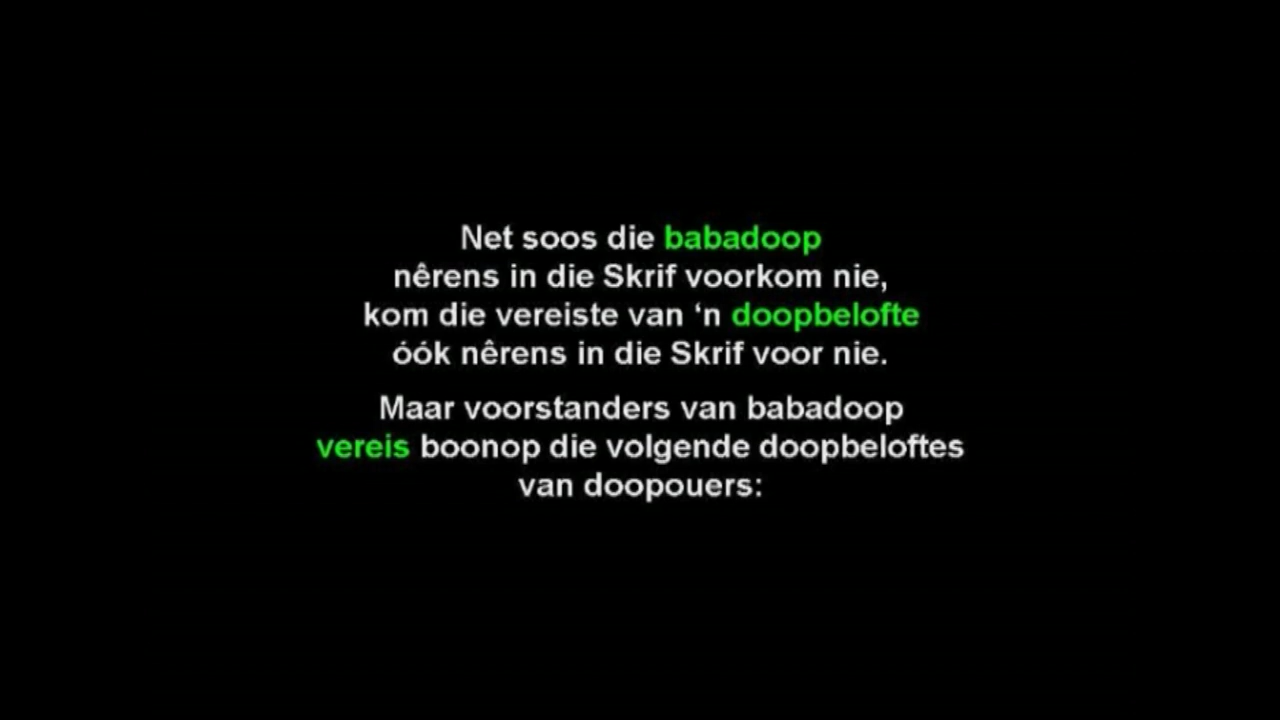 Net soos die babadoop
nêrens in die Skrif voorkom nie,
kom die vereiste van ‘n doopbelofte
óók nêrens in die Skrif voor nie.
Maar voorstanders van babadoop
vereis boonop die volgende doopbeloftes
van doopouers: